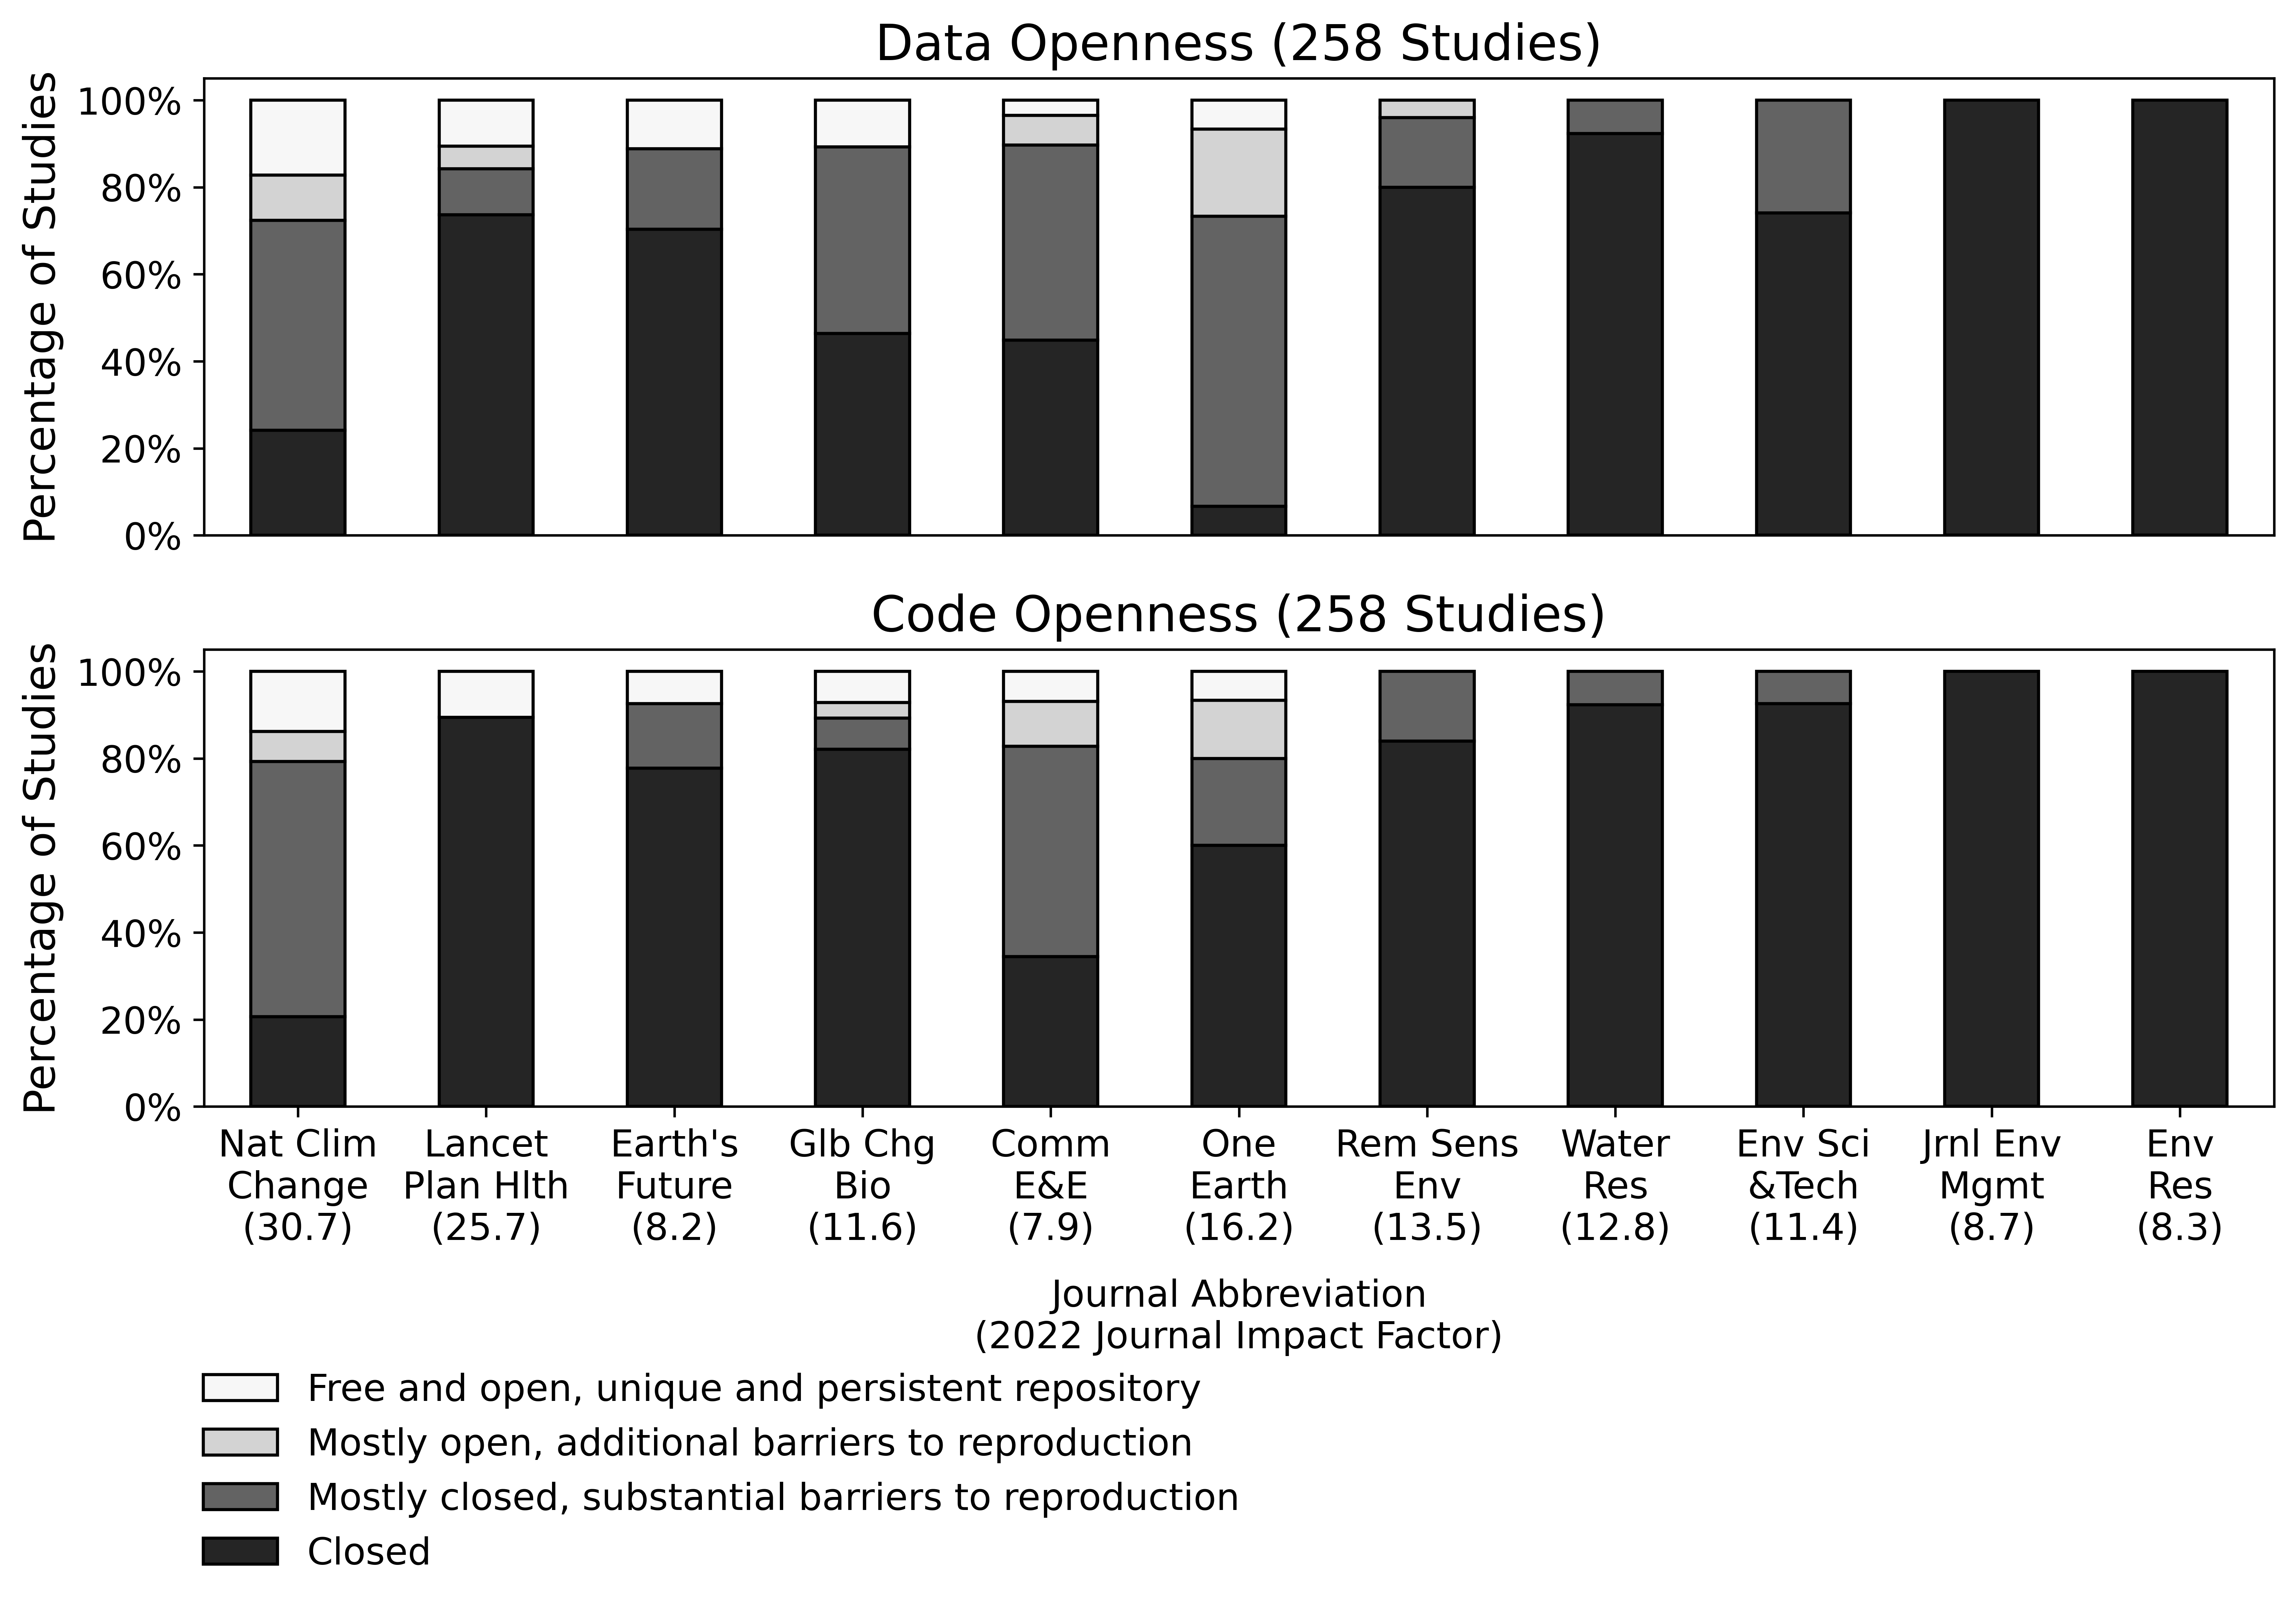 Data Openness (258 Studies)
Percentage of Studies
100%
80%
60%
40%
20%
0%
Code Openness (258 Studies)
Percentage of Studies
100%
80%
60%
40%
20%
0%
Nat Clim
Change
(30.7)
Lancet
Plan Hlth
(25.7)
Earth's
Future
(8.2)
Glb Chg
Bio
(11.6)
Comm
E&E
(7.9)
One
Earth
(16.2)
Rem Sens
Env
(13.5)
Water
Res
(12.8)
Env Sci
&Tech
(11.4)
Jrnl Env
Mgmt
(8.7)
Env
Res
(8.3)
Journal Abbreviation
(2022 Journal Impact Factor)
Free and open, unique and persistent repository
Mostly open, additional barriers to reproduction
Mostly closed, substantial barriers to reproduction
Closed